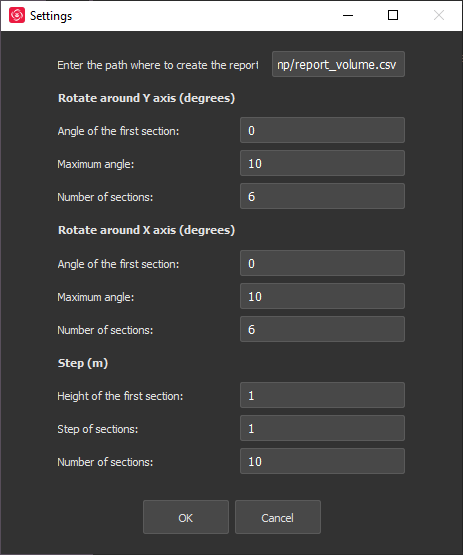 Settings
Enter the path where to create the report np/report_volume.csv
Rotate around Y axis (degrees)
Angle of the first section: 0
Maximum angle: 10
Number of sections: 6
Rotate around X axis (degrees)
Angle of the first section: 0
Maximum angle: 10
Number of sections: 6
Step (m)
Height of the first section: 1
Step of sections: 1
Number of sections: 10
OK Cancel